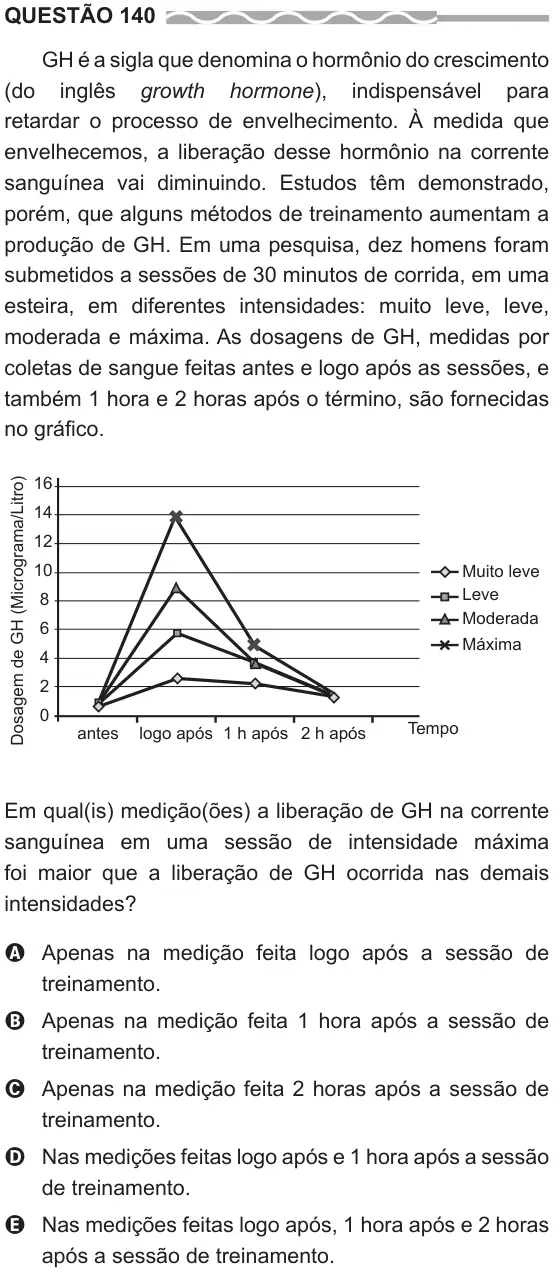 QUESTÃO 140
GH é a sigla que denomina o hormônio do crescimento
(do inglês growth hormone), indispensável para
retardar o processo de envelhecimento. À medida que
envelhecemos, a liberação desse hormônio na corrente
sanguínea vai diminuindo. Estudos têm demonstrado,
porém, que alguns métodos de treinamento aumentam a
produção de GH. Em uma pesquisa, dez homens foram
submetidos a sessões de 30 minutos de corrida, em uma
esteira, em diferentes intensidades: muito leve, leve,
moderada e máxima. As dosagens de GH, medidas por
coletas de sangue feitas antes e logo após as sessões, e
também 1 hora e 2 horas após o término, são fornecidas
no gráfico.
Dosagem de GH (Micrograma/Litro)
16
14
12
10
8
6
4
2
0
antes logo após 1 h após 2 h após Tempo
Muito leve
Leve
Moderada
Máxima
Em qual(is) medição(ões) a liberação de GH na corrente
sanguínea em uma sessão de intensidade máxima
foi maior que a liberação de GH ocorrida nas demais
intensidades?
A Apenas na medição feita logo após a sessão de
treinamento.
B Apenas na medição feita 1 hora após a sessão de
treinamento.
C Apenas na medição feita 2 horas após a sessão de
treinamento.
D Nas medições feitas logo após e 1 hora após a sessão
de treinamento.
E Nas medições feitas logo após, 1 hora após e 2 horas
após a sessão de treinamento.